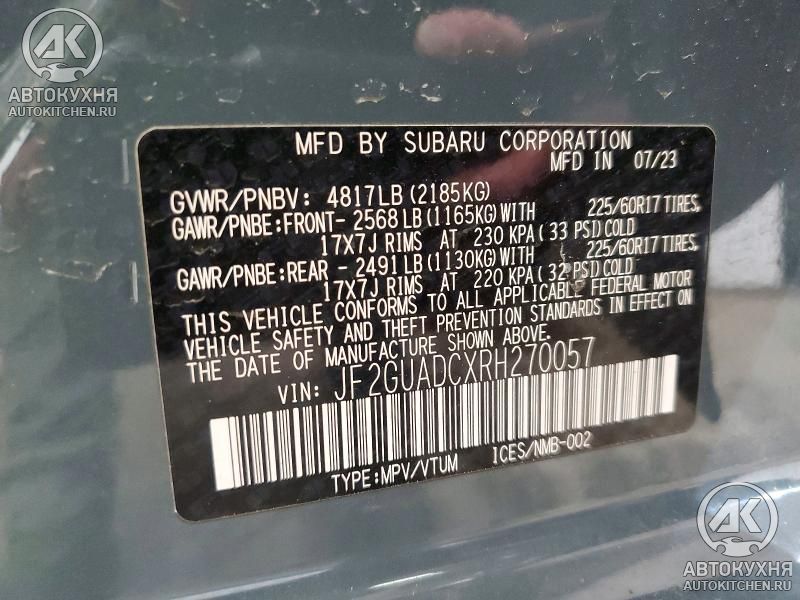 АК
АВТОКУХНЯ
AUTOKITCHEN.RU
MFD BY SUBARU CORPORATION
MFD IN 07/23
GVWR/PNBV: 4817LB (2185KG)
GAWR/PNBE:FRONT- 2568 LB (1165KG) WITH 225/60R17 TIRES,
17X7J RIMS AT 230 KPA (33 PSI) COLD
GAWR/PNBE:REAR - 2491 LB (1130KG) WITH 225/60R17 TIRES,
17X7J RIMS AT 220 KPA (32 PSI) COLD
THIS VEHICLE CONFORMS TO ALL APPLICABLE FEDERAL MOTOR
VEHICLE SAFETY AND THEFT PREVENTION STANDARDS IN EFFECT ON
THE DATE OF MANUFACTURE SHOWN ABOVE.
VIN: JF2GUADCXRH270057
TYPE:MPV/VTUM 1CES/NMB-002
АК
АВТОКУХНЯ
AUTOKITCHEN.RU